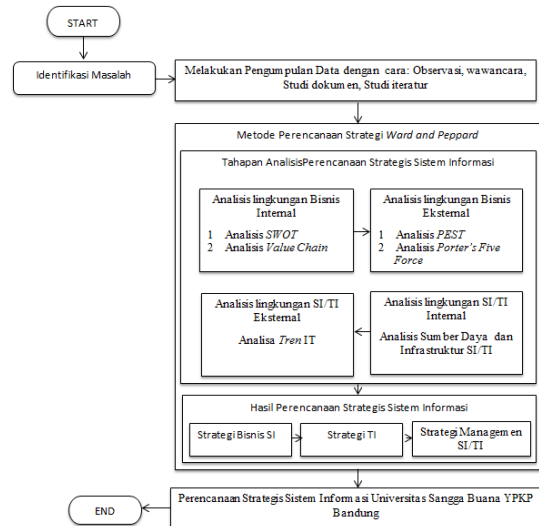 START
Identifikasi Masalah
Melakukan Pengumpulan Data dengan cara: Observasi, wawancara,
Studi dokumen, Studi iteratur
Metode Perencanaan Strategi Ward and Peppard
Tahapan AnalisisPerencanaan Strategis Sistem Informasi
Analisis lingkungan Bisnis
Internal
1 Analisis SWOT
2 Analisis Value Chain
Analisis lingkungan Bisnis
Eksternal
1 Analisis PEST
2 Analisis Porter's Five
Force
Analisis lingkungan SI/TI
Eksternal
Analisa Tren IT
Analisis lingkungan SI/TI
Internal
Analisis Sumber Daya dan
Infrastruktur SI/TI
Hasil Perencanaan Strategis Sistem Informasi
Strategi Bisnis SI
Strategi TI
Strategi Managemen
SI/TI
Perencanaan Strategis Sistem Informasi Universitas Sangga Buana YPKP
Bandung
END